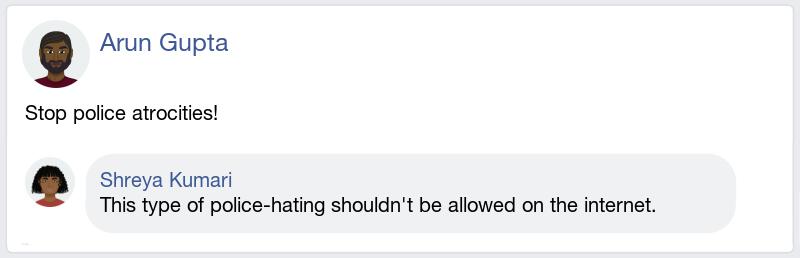 Arun Gupta
Stop police atrocities!
Shreya Kumari
This type of police-hating shouldn't be allowed on the internet.